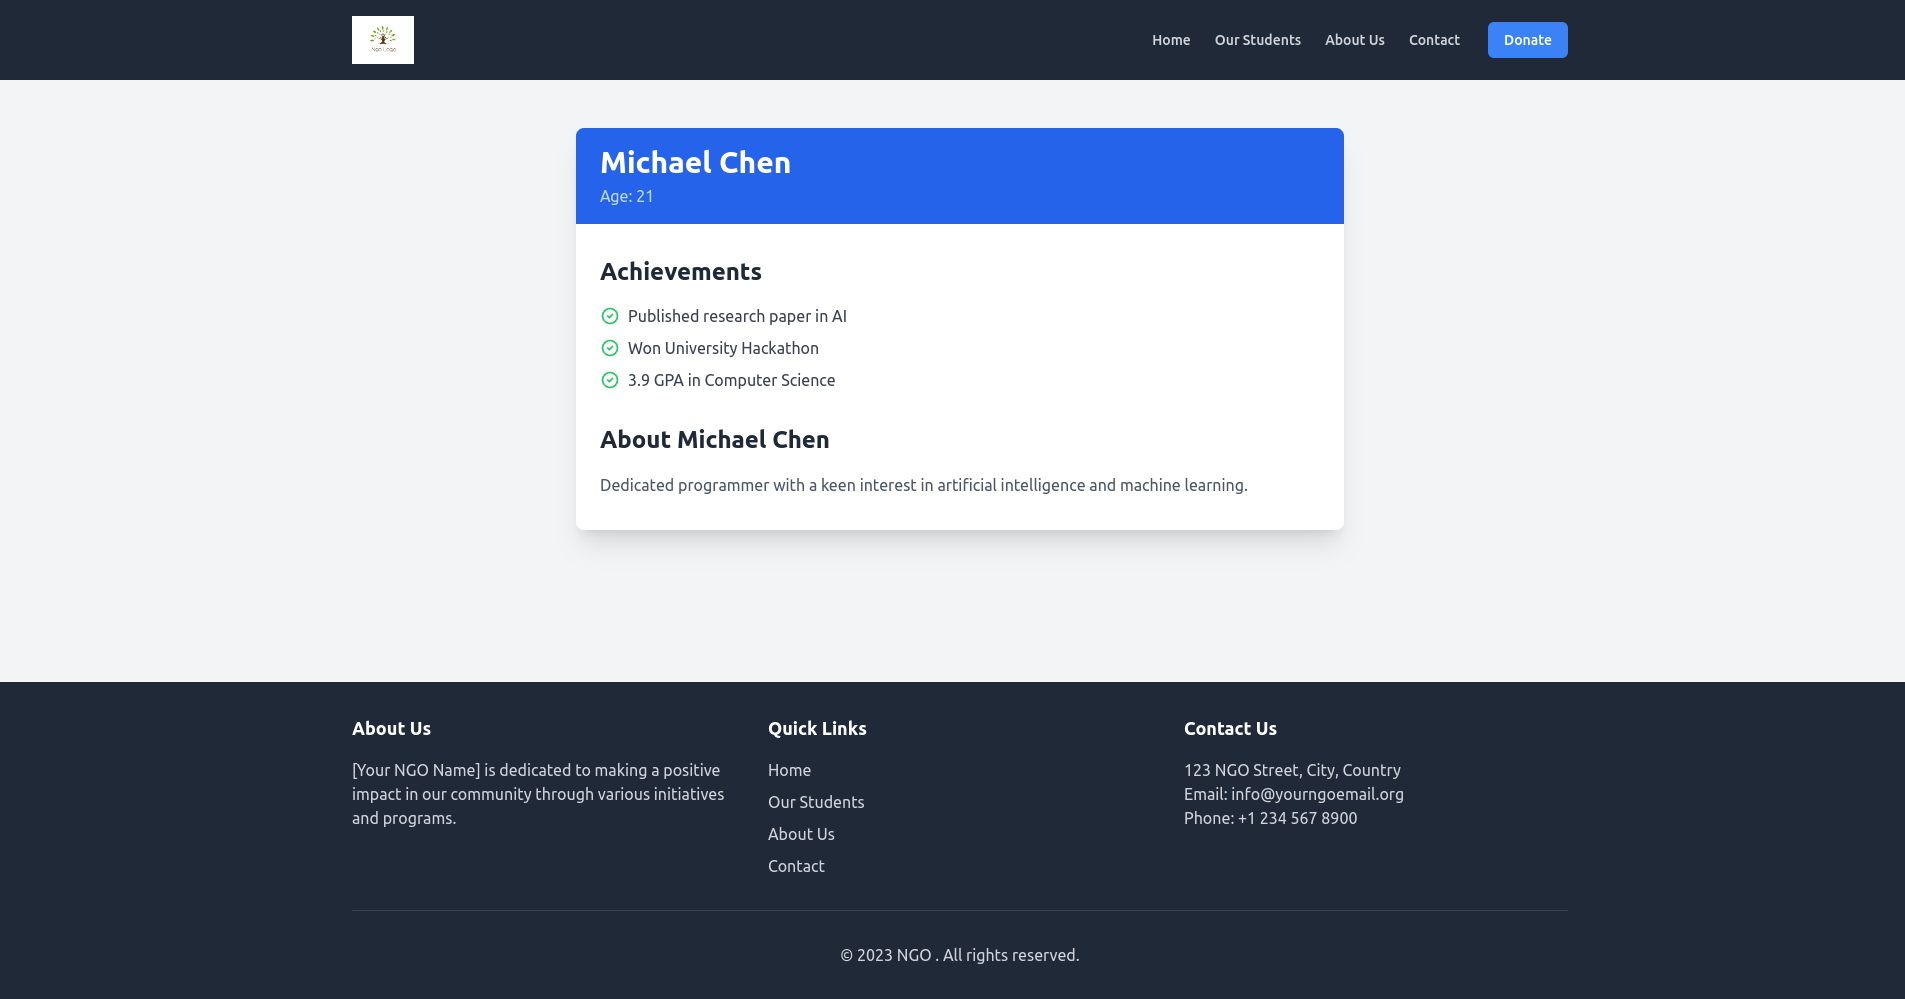 Ngo Logo
Home
Our Students
About Us
Contact
Donate
Michael Chen
Age: 21
Achievements
Published research paper in AI
Won University Hackathon
3.9 GPA in Computer Science
About Michael Chen
Dedicated programmer with a keen interest in artificial intelligence and machine learning.
About Us
[Your NGO Name] is dedicated to making a positive
impact in our community through various initiatives
and programs.
Quick Links
Home
Our Students
About Us
Contact
Contact Us
123 NGO Street, City, Country
Email: info@yourngoemail.org
Phone: +1 234 567 8900
© 2023 NGO . All rights reserved.